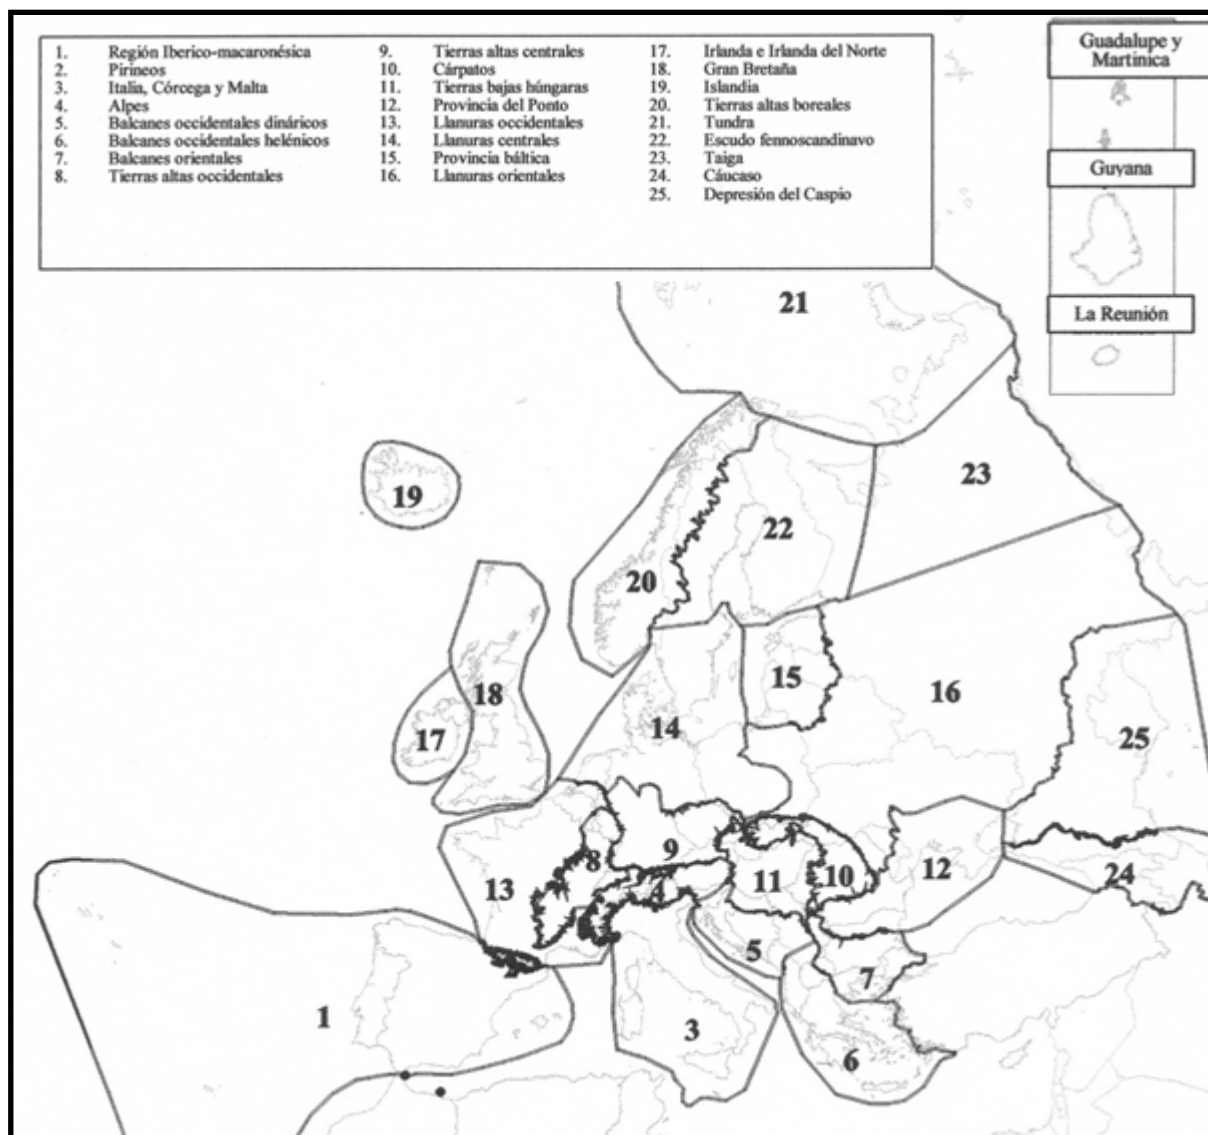 1. Región Iberico-macaronésica
2. Pirineos
3. Italia, Córcega y Malta
4. Alpes
5. Balcanes occidentales dináricos
6. Balcanes occidentales helénicos
7. Balcanes orientales
8. Tierras altas occidentales
9. Tierras altas centrales
10. Cárpatos
11. Tierras bajas húngaras
12. Provincia del Ponto
13. Llanuras occidentales
14. Llanuras centrales
15. Provincia báltica
16. Llanuras orientales
17. Irlanda e Irlanda del Norte
18. Gran Bretaña
19. Islandia
20. Tierras altas boreales
21. Tundra
22. Escudo fennoscandinavo
23. Taiga
24. Cáucaso
25. Depresión del Caspio
Guadalupe y
Martinica
Guyana
La Reunión
21
23
19
22
20
15
18
16
17
14
25
8
9
13
4
11
10
12
24
5
2
7
1
3
6